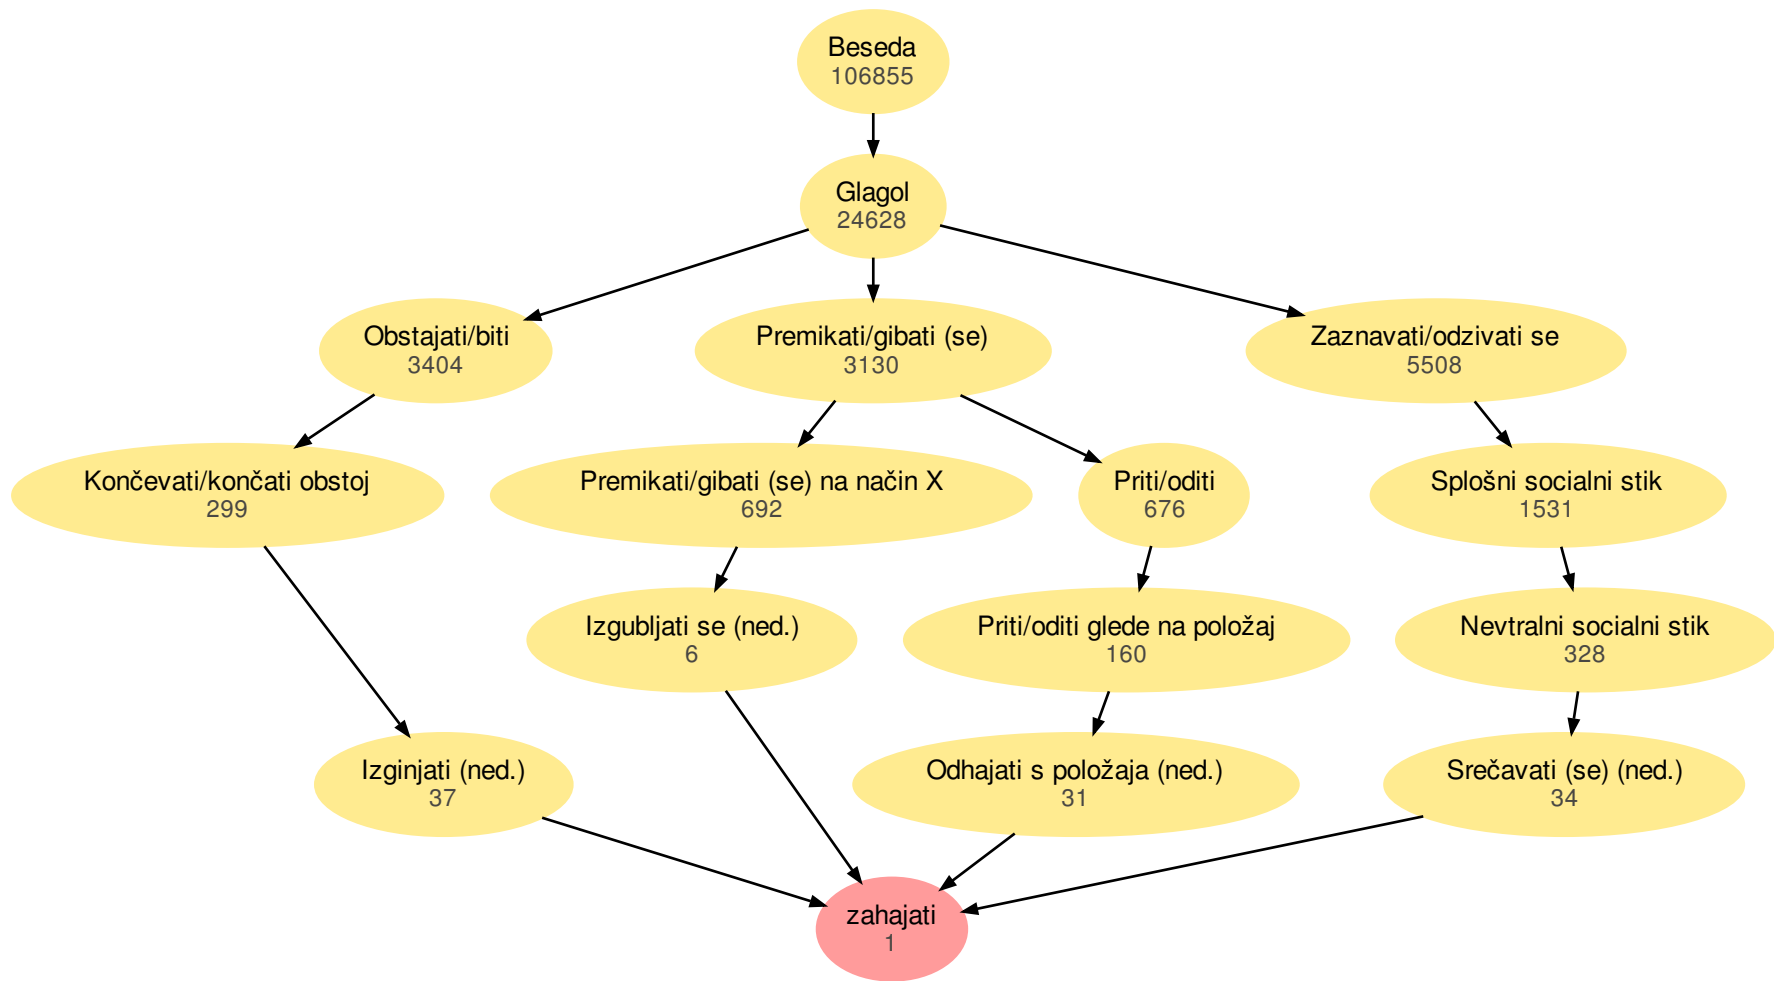 Beseda
106855
Glagol
24628
Obstajati/biti
3404
Premikati/gibati (se)
3130
Zaznavati/odzivati se
5508
Končevati/končati obstoj
299
Premikati/gibati (se) na način X
692
Priti/oditi
676
Splošni socialni stik
1531
Izgubljati se (ned.)
6
Priti/oditi glede na položaj
160
Nevtralni socialni stik
328
Izginjati (ned.)
37
Odhajati s položaja (ned.)
31
Srečavati (se) (ned.)
34
zahajati
1